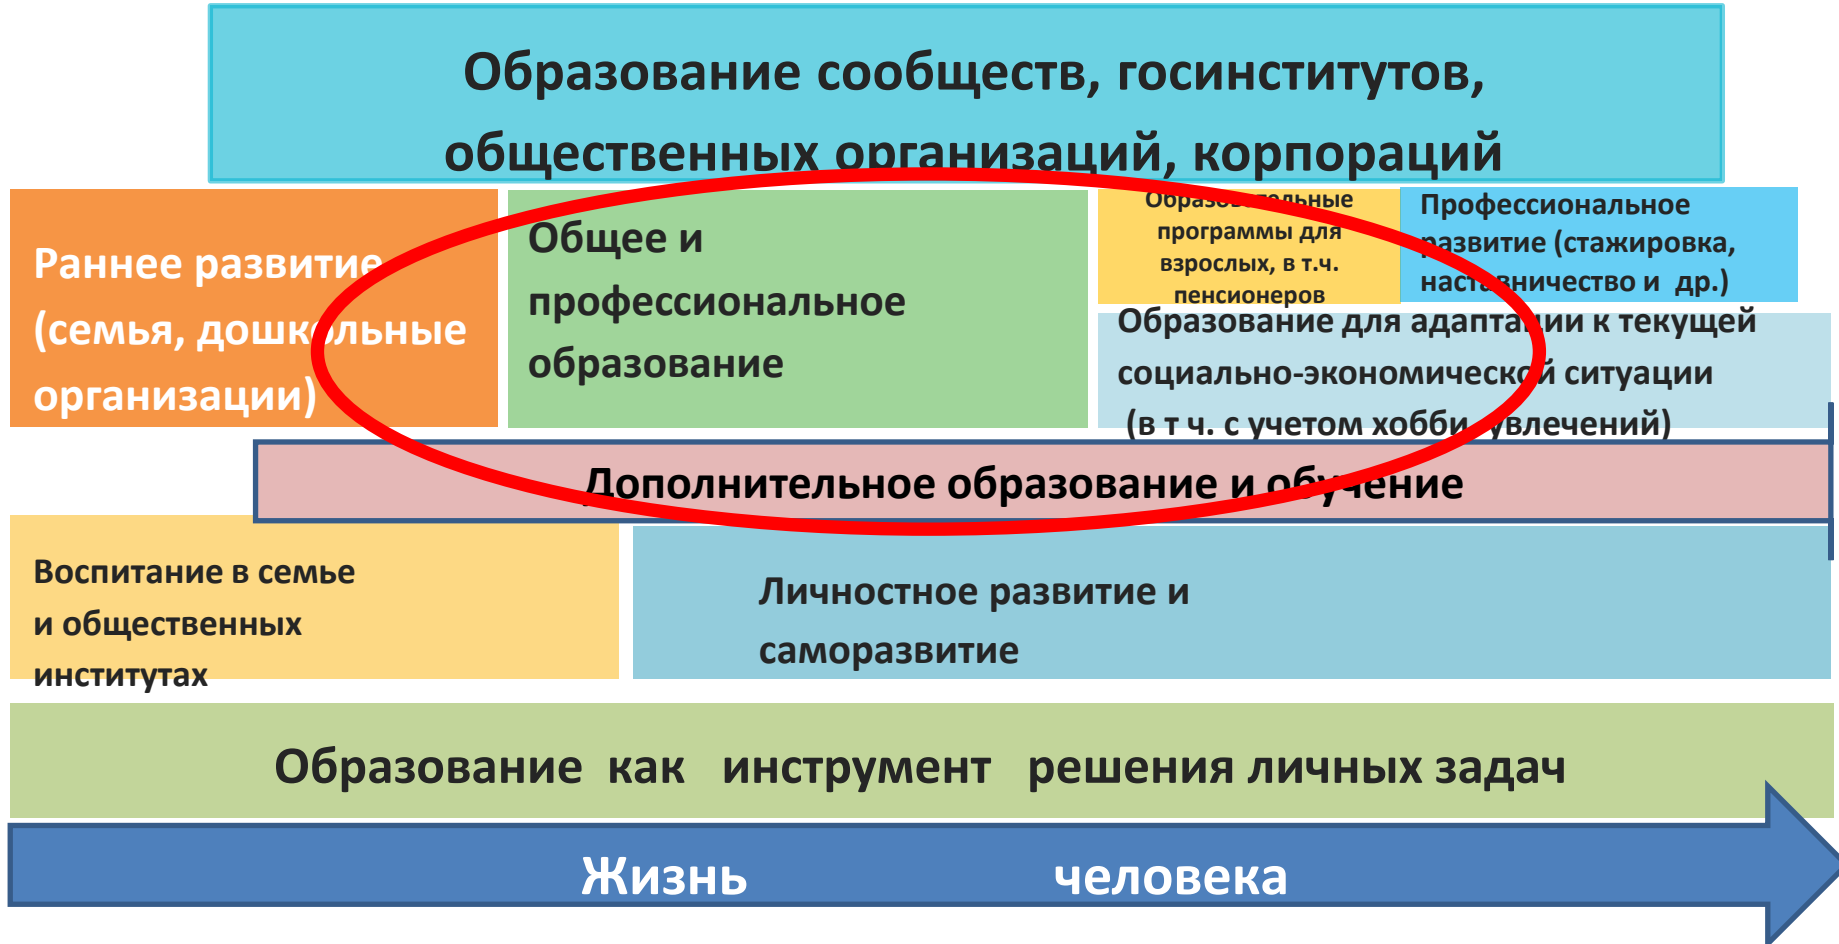 Образование сообществ, госинститутов,
общественных организаций, корпораций
Раннее развитие
(семья, дошкольные
организации)
Общее и
профессиональное
образование
Образовательные
программы для
взрослых, в т.ч.
пенсионеров
Профессиональное
развитие (стажировка,
наставничество и др.)
Образование для адаптации к текущей
социально-экономической ситуации
(в т ч. с учетом хобби, увлечений)
Дополнительное образование и обучение
Воспитание в семье
и общественных
институтах
Личностное развитие и
саморазвитие
Образование как инструмент решения личных задач
Жизнь человека